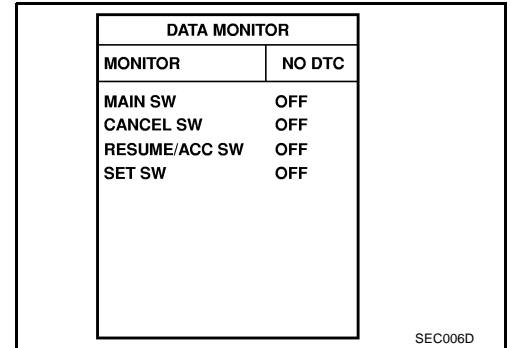 DATA MONITOR
MONITOR NO DTC
MAIN SW OFF
CANCEL SW OFF
RESUME/ACC SW OFF
SET SW OFF
SEC006D